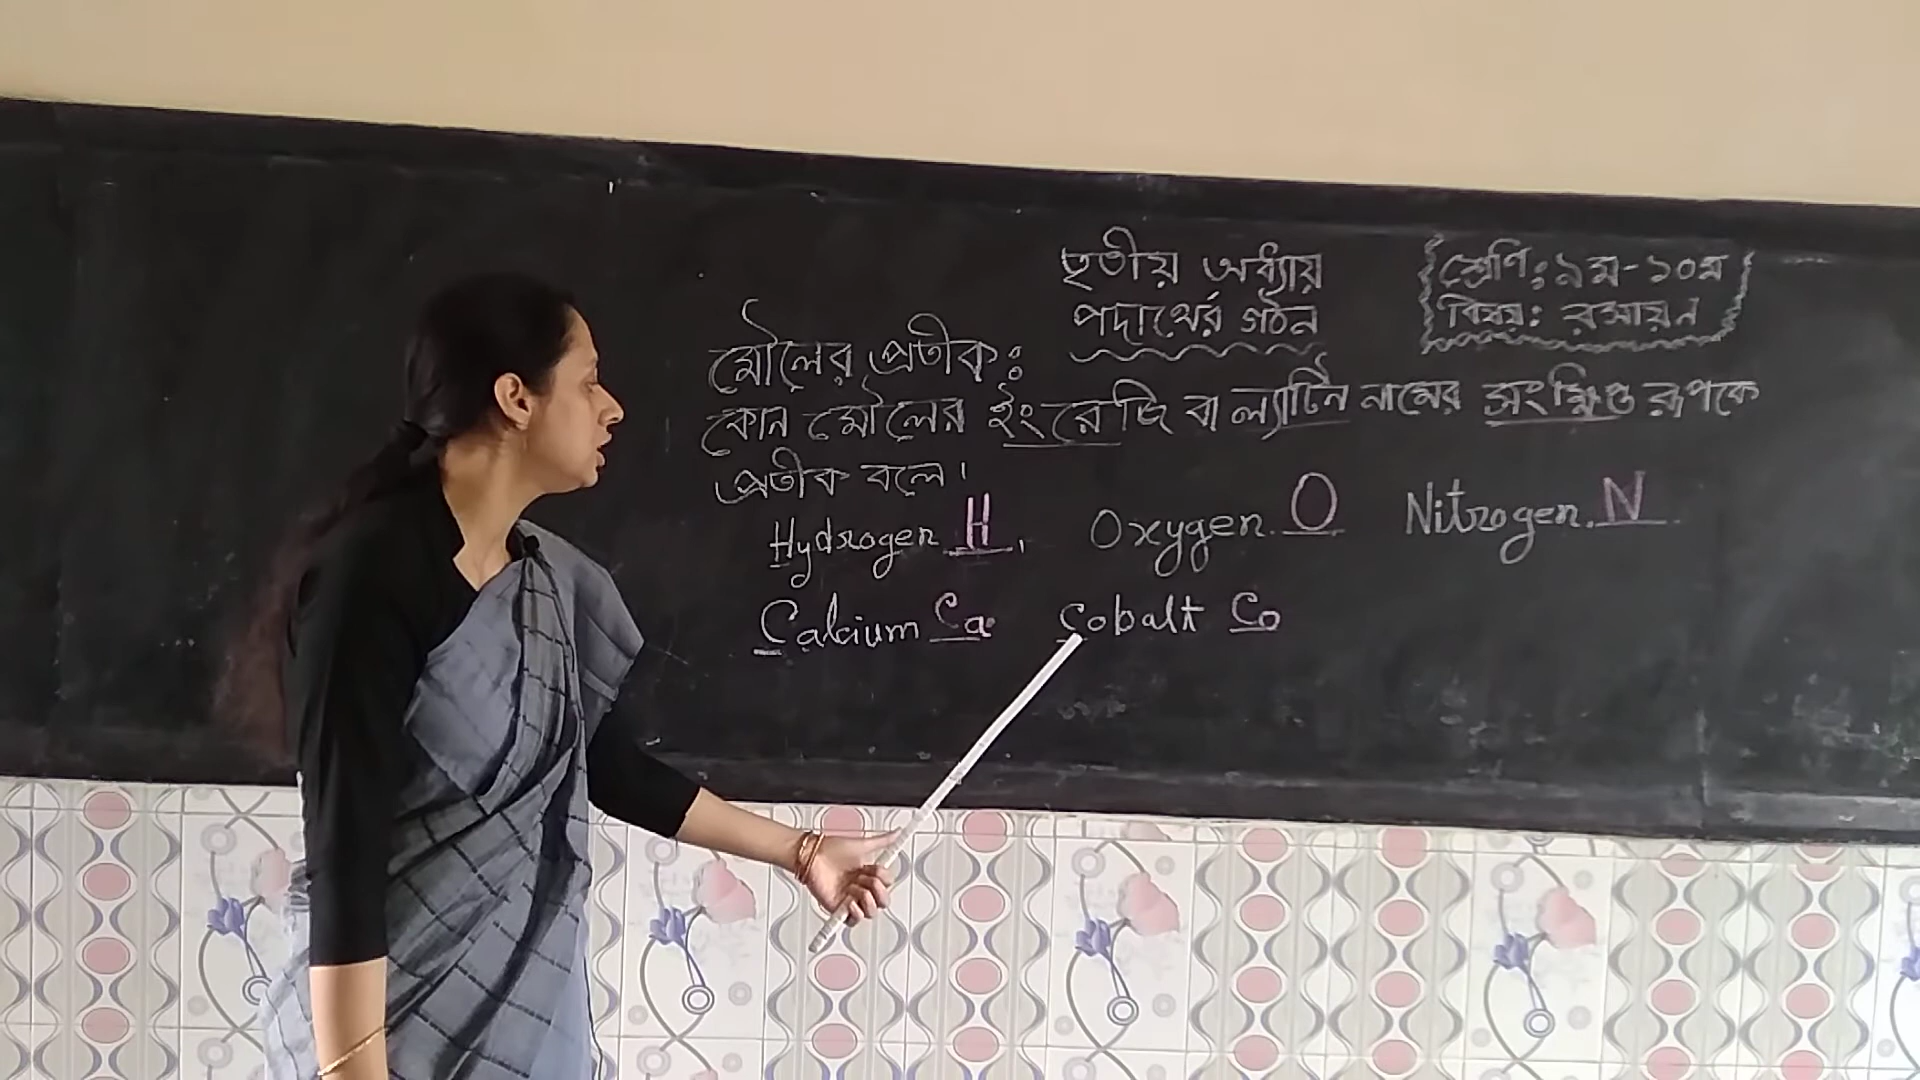 তৃতীয় অধ্যায়
পদার্থের গঠন
শ্রেণি: ৯ম-১০ম
বিষয়: রসায়ন
মৌলের প্রতীক:
কোন মৌলের ইংরেজি বা ল্যাটিন নামের সংক্ষিপ্ত রূপকে
প্রতীক বলে।
Hydrogen H, Oxygen. O Nitrogen. N
Calcium Ca Cobalt Co